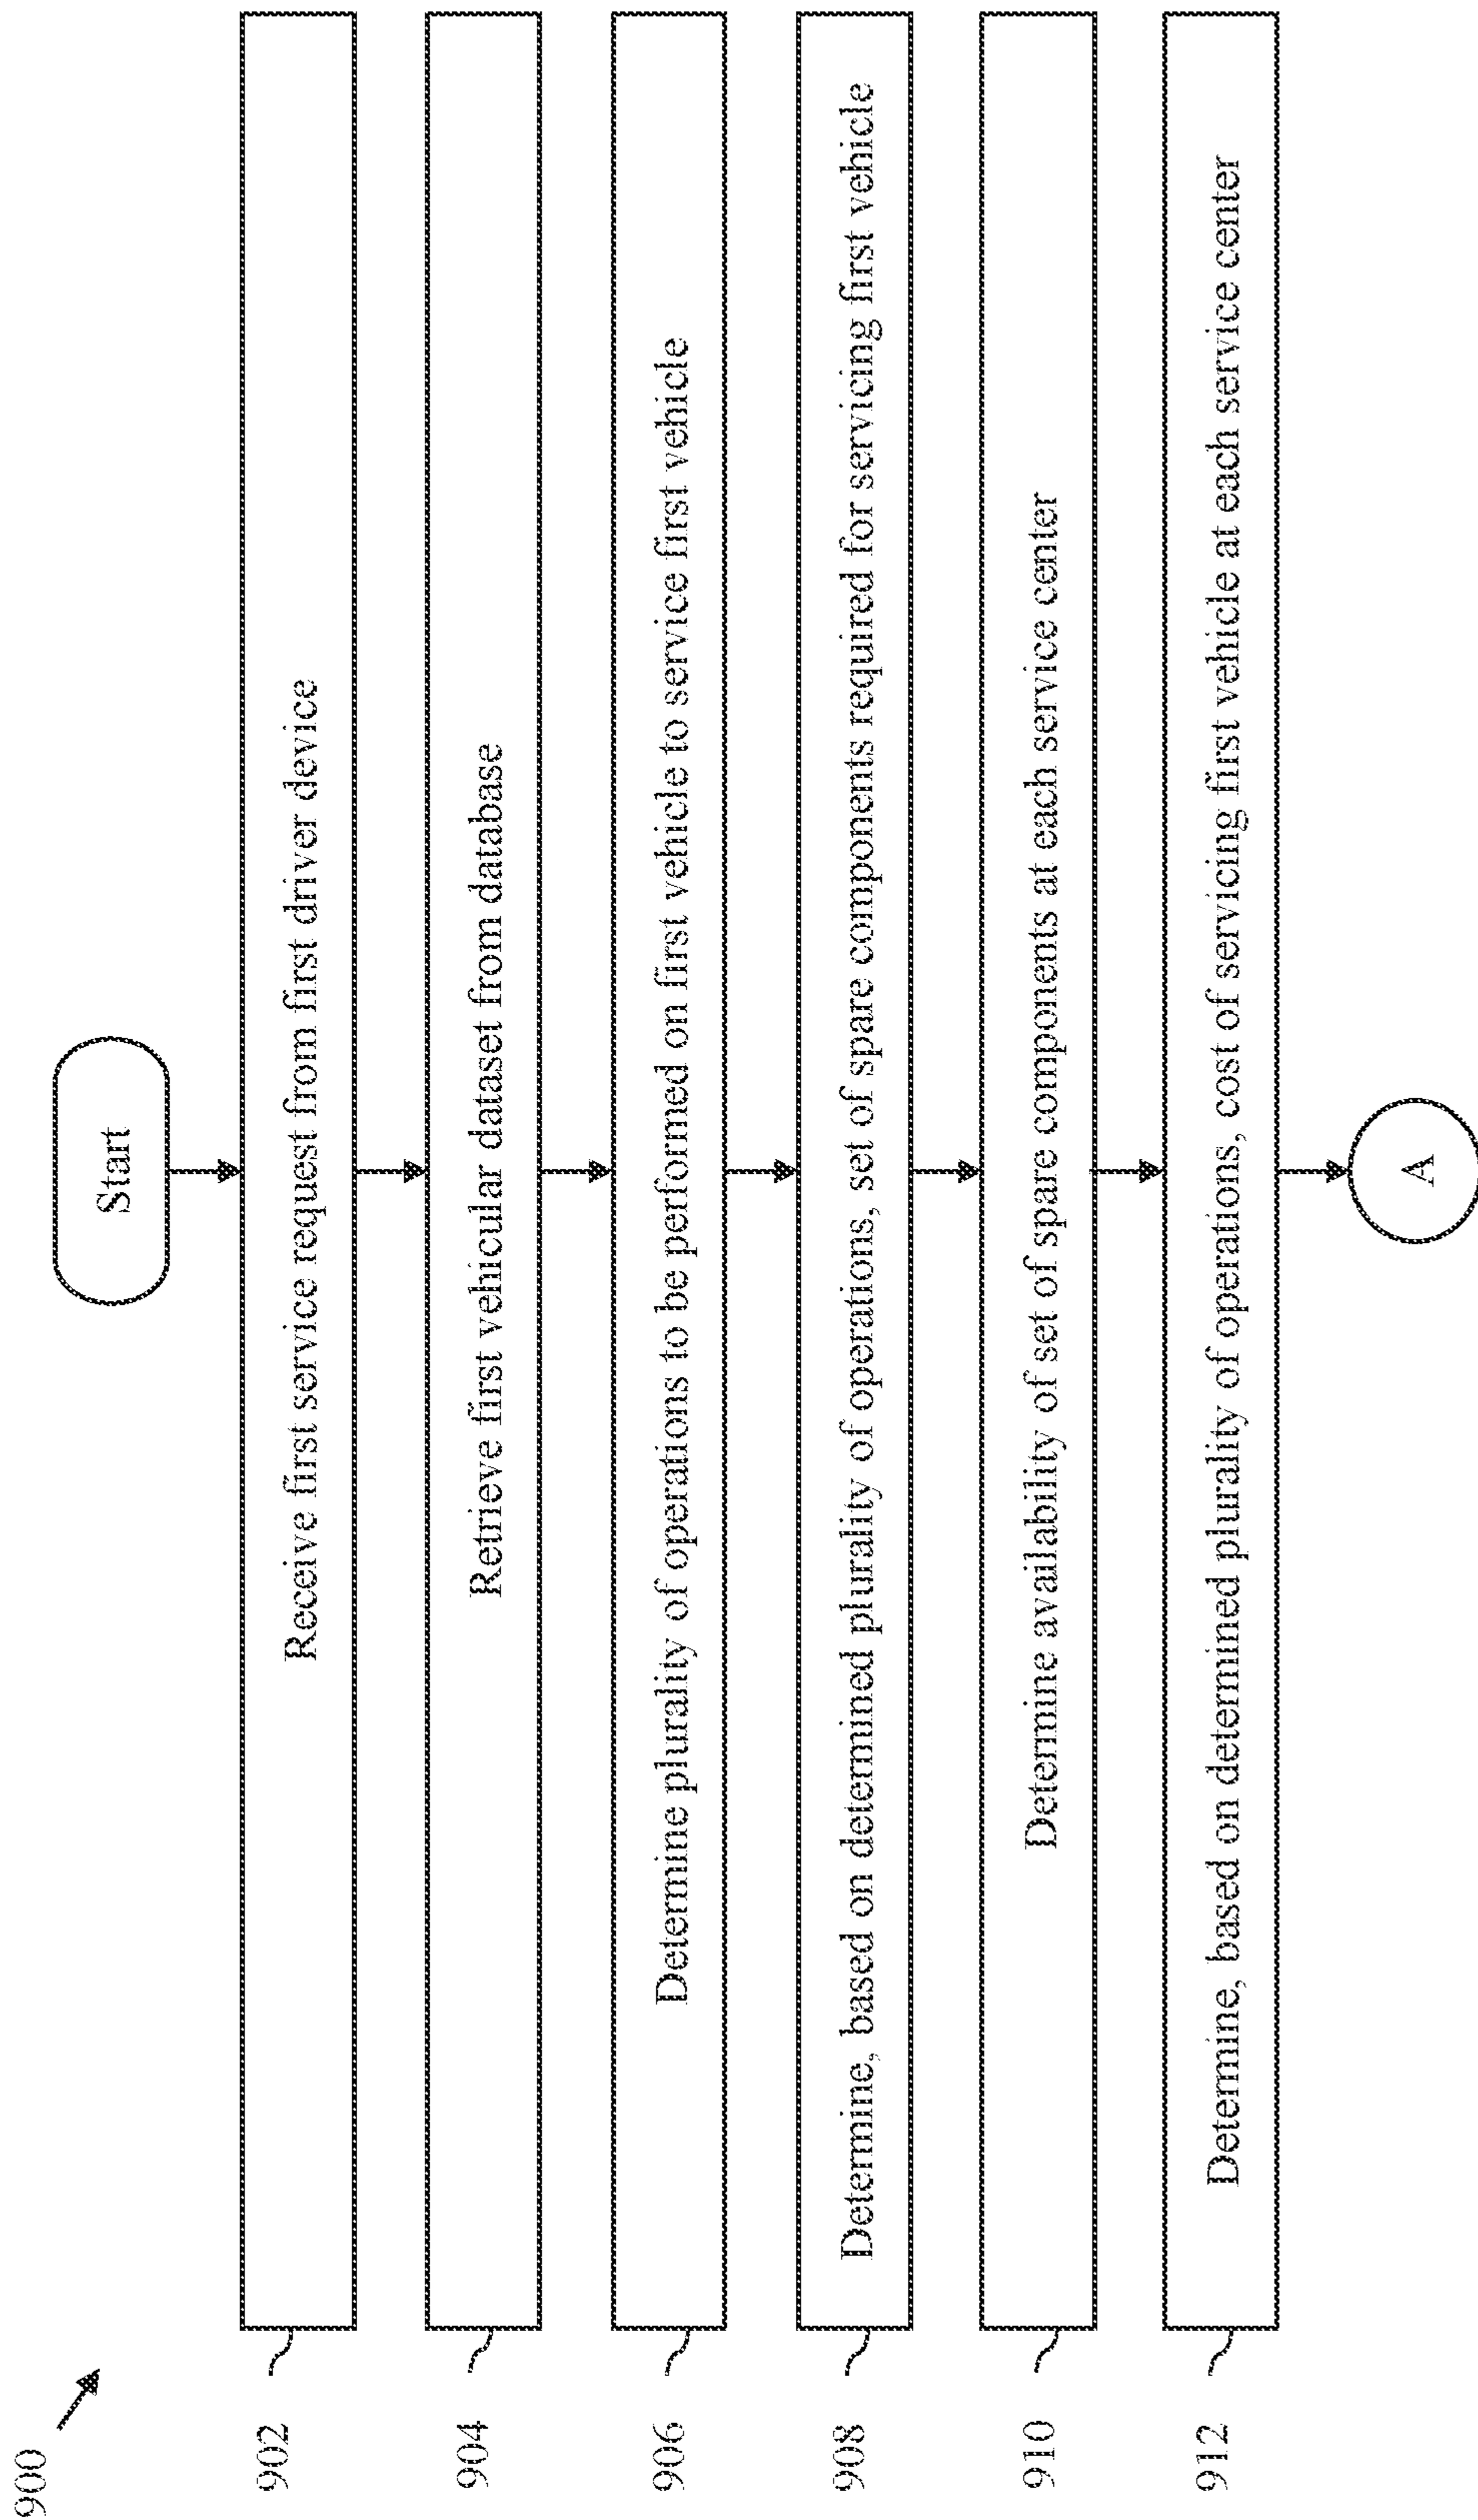 900
Start
902
Receive first service request from first driver device
904
Retrieve first vehicular dataset from database
906
Determine plurality of operations to be performed on first vehicle to service first vehicle
908
Determine, based on determined plurality of operations, set of spare components required for servicing first vehicle
910
Determine availability of set of spare components at each service center
912
Determine, based on determined plurality of operations, cost of servicing first vehicle at each service center
A